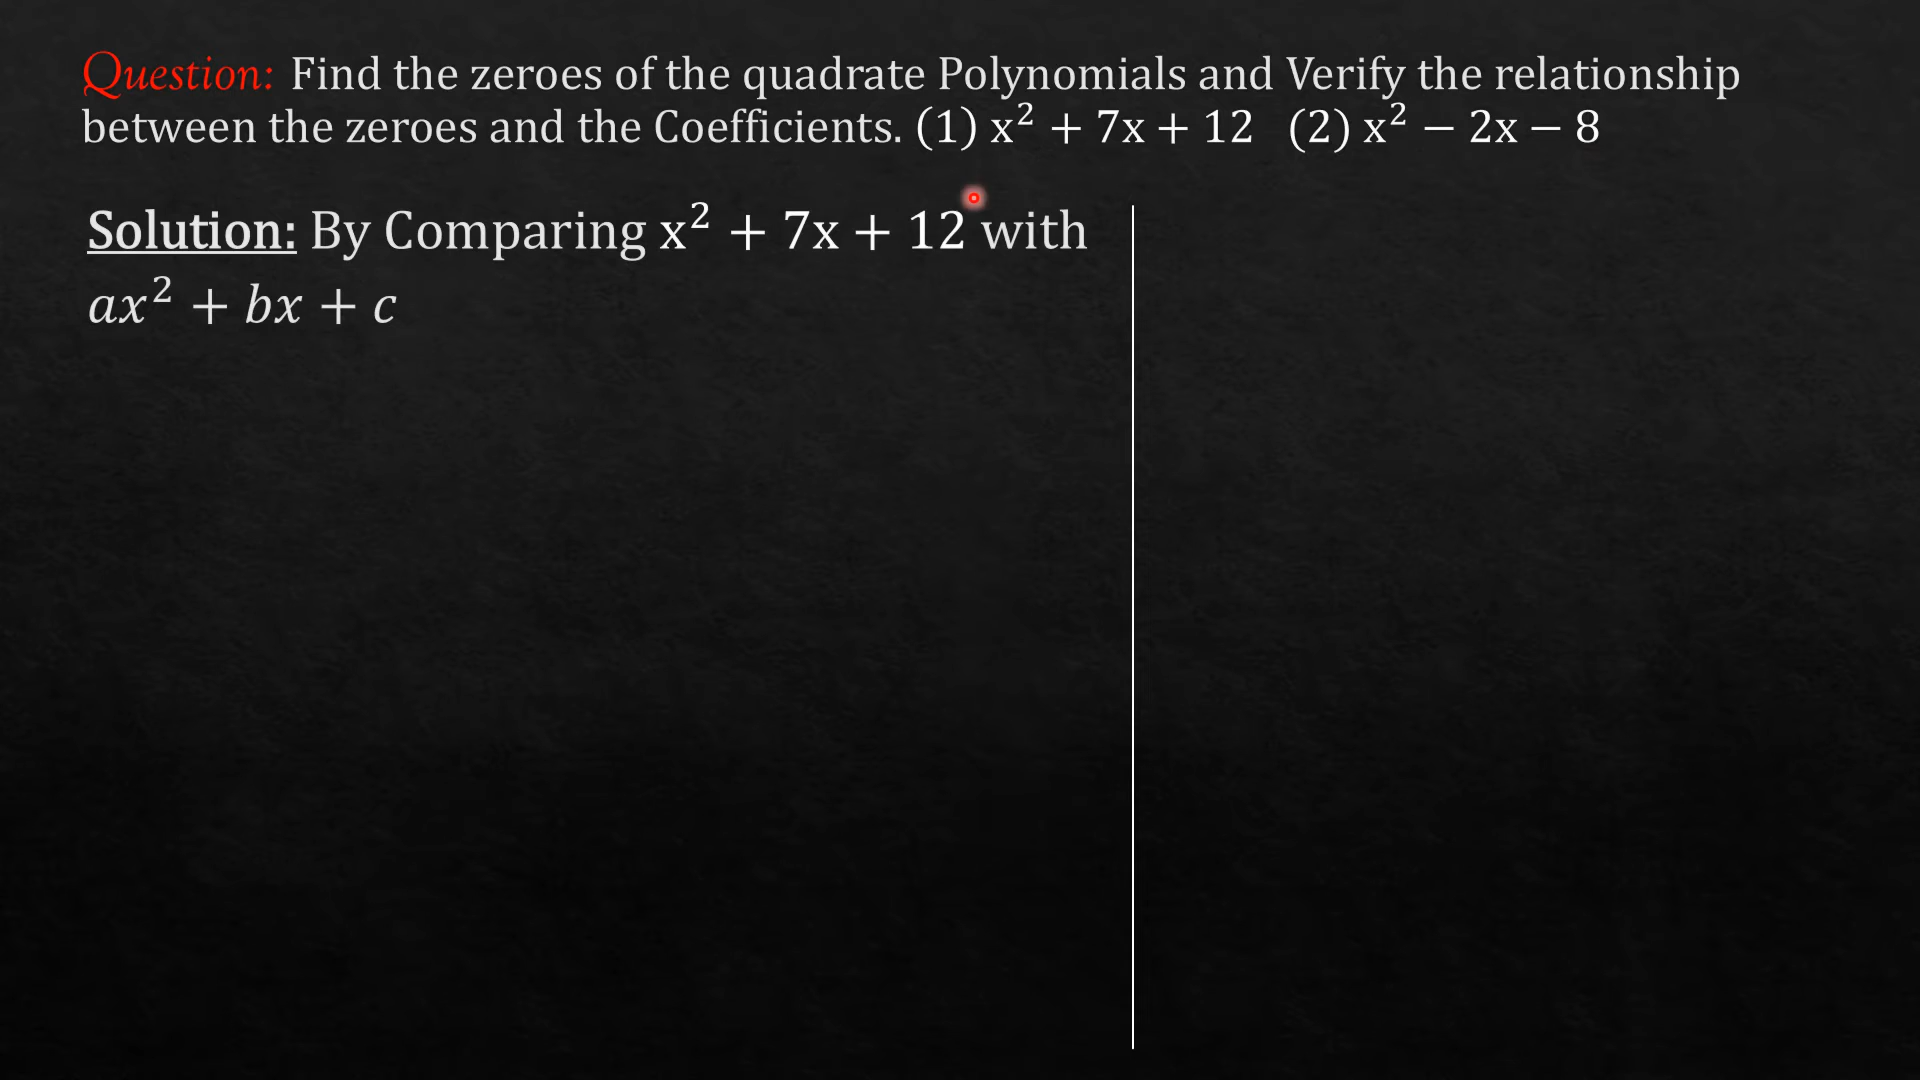 Question: Find the zeroes of the quadrate Polynomials and Verify the relationship
between the zeroes and the Coefficients. (1) x² + 7x + 12 (2) x² − 2x − 8
Solution: By Comparing x² + 7x + 12 with
ax² + bx + c